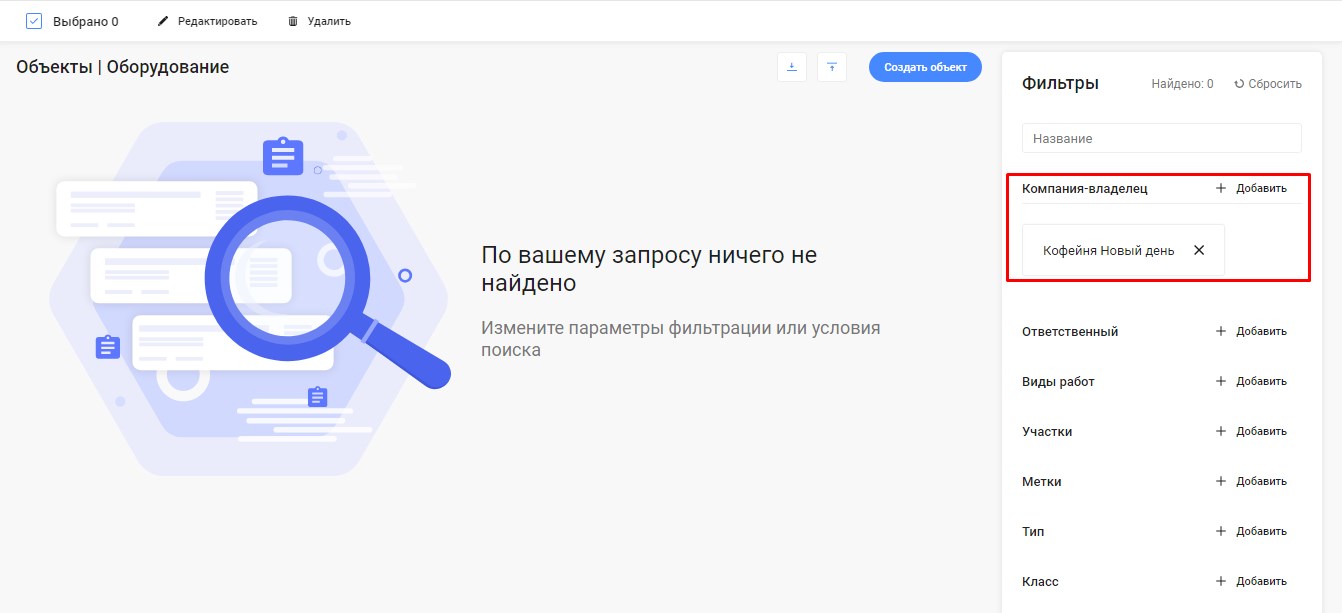 Выбрано 0 Редактировать Удалить
Объекты | Оборудование
Создать объект
По вашему запросу ничего не
найдено
Измените параметры фильтрации или условия
поиска
Фильтры Найдено: 0 Сбросить
Название
Компания-владелец + Добавить
Кофейня Новый день ×
Ответственный + Добавить
Виды работ + Добавить
Участки + Добавить
Метки + Добавить
Тип + Добавить
Класс + Добавить